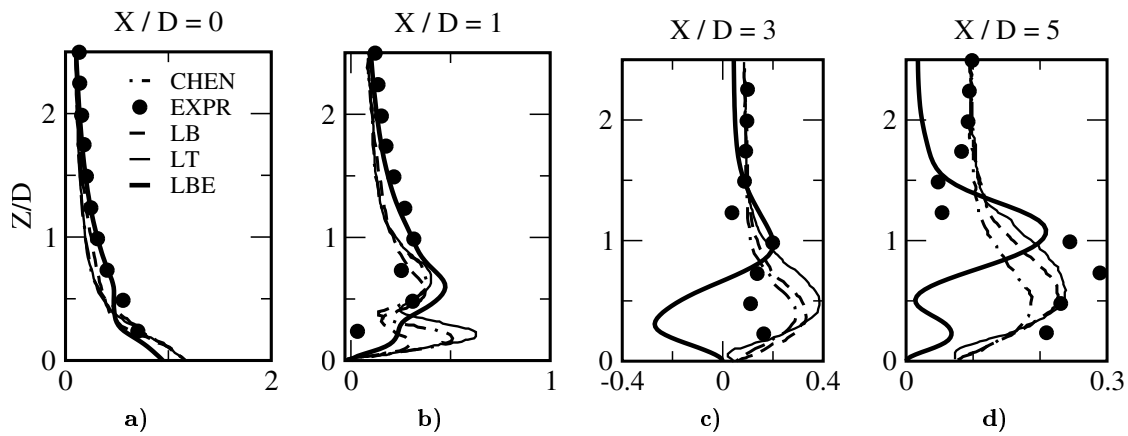 X / D = 0
X / D = 1
X / D = 3
X / D = 5
CHEN
EXPR
LB
LT
LBE
Z/D
2
1
0
2
1
0
2
1
0
2
1
0
0 2
0 1
-0.4 0 0.4
0 0.3
a) b) c) d)